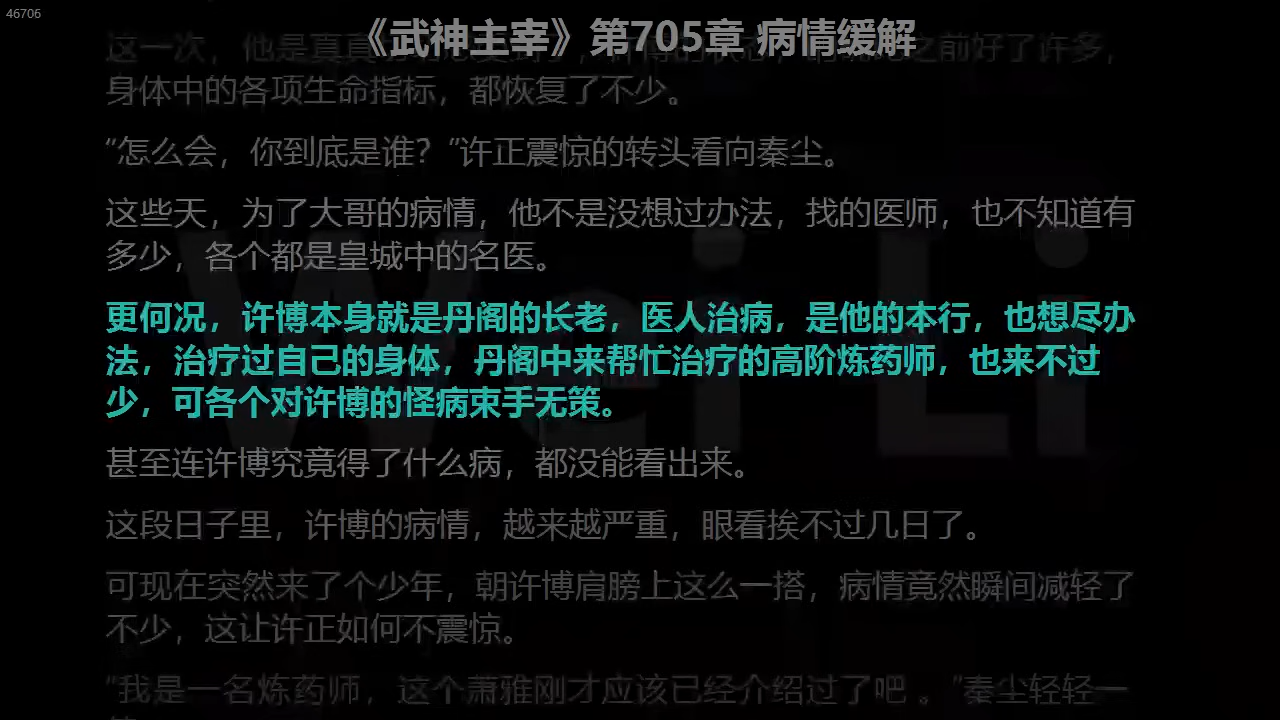 46706
《武神主宰》第705章 病情缓解
这一次，他是真真
之前好了许多，
身体中的各项生命指标，都恢复了不少。
“怎么会，你到底是谁？”许正震惊的转头看向秦尘。
这些天，为了大哥的病情，他不是没想过办法，找的医师，也不知道有
多少，各个都是皇城中的名医。
更何况，许博本身就是丹阁的长老，医人治病，是他的本行，也想尽办
法，治疗过自己的身体，丹阁中来帮忙治疗的高阶炼药师，也来不过
少，可各个对许博的怪病束手无策。
甚至连许博究竟得了什么病，都没能看出来。
这段日子里，许博的病情，越来越严重，眼看挨不过几日了。
可现在突然来了个少年，朝许博肩膀上这么一搭，病情竟然瞬间减轻了
不少，这让许正如何不震惊。
“我是一名炼药师，这个萧雅刚才应该已经介绍过了吧 。”秦尘轻轻一
Wei Li